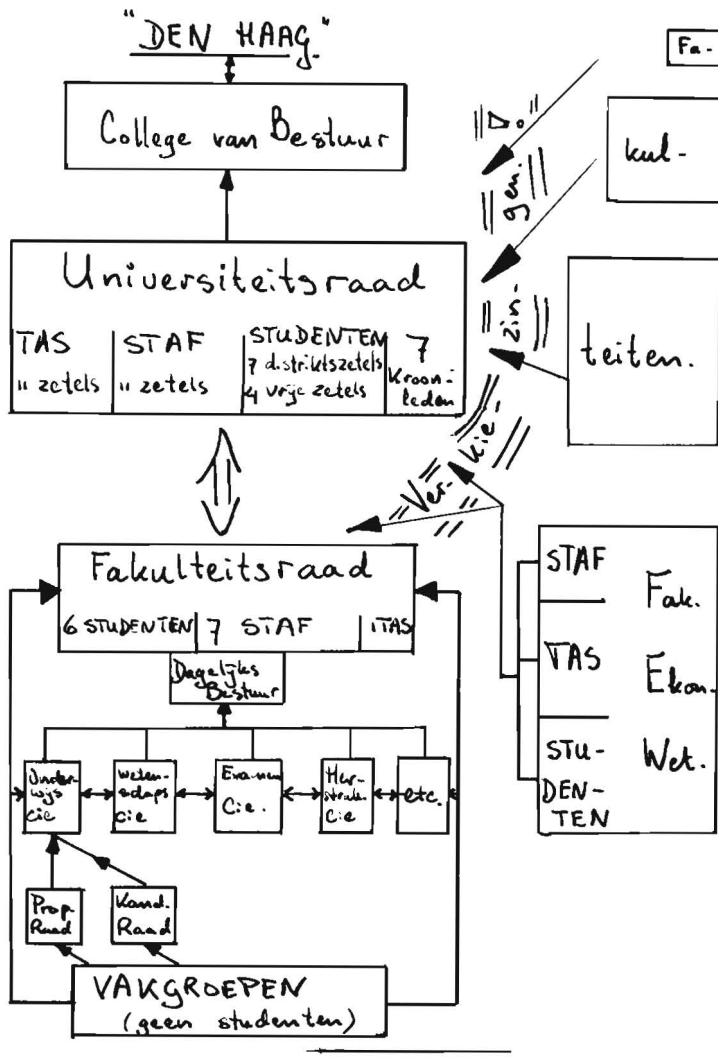 "DEN HAAG."
College van Bestuur
Universiteitsraad
TAS
11 zetels
STAF
11 zetels
STUDENTEN
7 distriktszetels
4 vrije zetels
7
Kroon-
leden
Ver-
kie-
zin-
gen.
Fa-
kul-
teiten.
Fakulteitsraad
6 STUDENTEN
7 STAF
1 TAS
Dagelijks
Bestuur
Onder-
wijs
Cie
Weten-
schaps
Cie
Examen
Cie.
Her-
struk.
Cie
etc.
Prop.
Raad
Kand.
Raad
VAKGROEPEN
(geen studenten)
STAF
TAS
STU-
DEN-
TEN
Fak.
Ekon.
Wet.